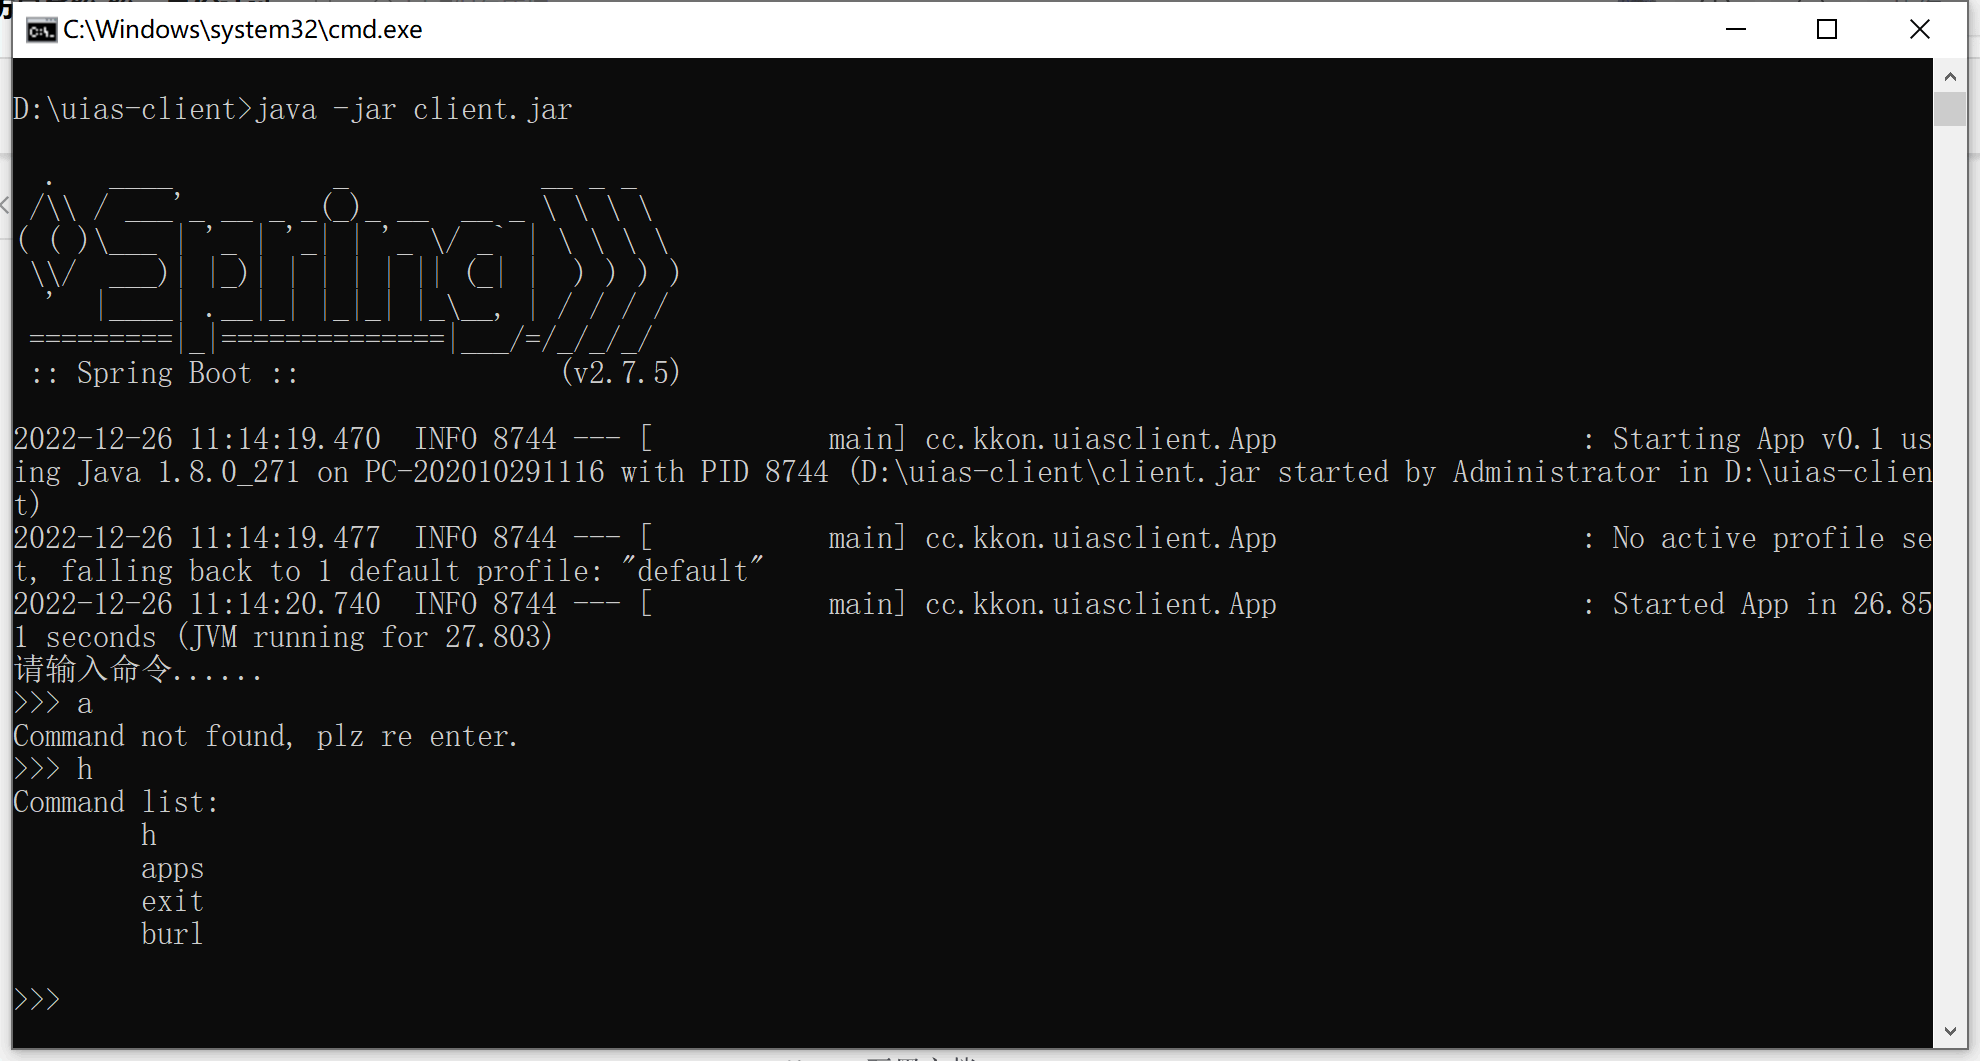 C:\Windows\system32\cmd.exe
D:\uias-client>java -jar client.jar
  .   ____          _            __ _ _
 /\\ / ___'_ __ _ _(_)_ __  __ _ \ \ \ \
( ( )\___ | '_ | '_| | '_ \/ _` | \ \ \ \
 \\/  ___)| |_)| | | | | || (_| |  ) ) ) )
  '  |____| .__|_| |_|_| |_\__, | / / / /
 =========|_|==============|___/=/_/_/_/
 :: Spring Boot ::                (v2.7.5)
2022-12-26 11:14:19.470  INFO 8744 --- [           main] cc.kkon.uiasclient.App                   : Starting App v0.1 us
ing Java 1.8.0_271 on PC-202010291116 with PID 8744 (D:\uias-client\client.jar started by Administrator in D:\uias-clien
t)
2022-12-26 11:14:19.477  INFO 8744 --- [           main] cc.kkon.uiasclient.App                   : No active profile se
t, falling back to 1 default profile: "default"
2022-12-26 11:14:20.740  INFO 8744 --- [           main] cc.kkon.uiasclient.App                   : Started App in 26.85
1 seconds (JVM running for 27.803)
请输入命令......
>>> a
Command not found, plz re enter.
>>> h
Command list:
        h
        apps
        exit
        burl
>>>